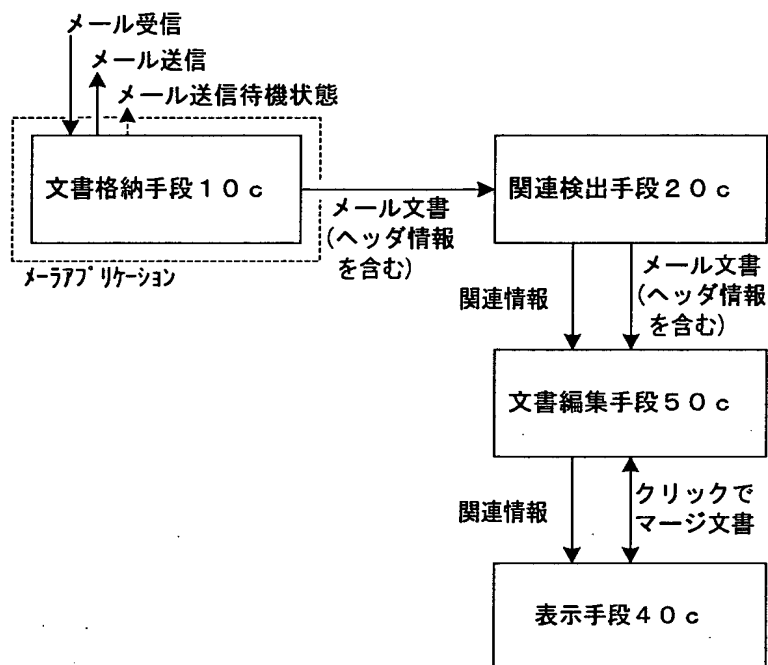 メール受信
メール送信
メール送信待機状態
文書格納手段10c
メーラアプリケーション
メール文書
(ヘッダ情報
を含む)
関連検出手段20c
関連情報
メール文書
(ヘッダ情報
を含む)
文書編集手段50c
関連情報
クリックで
マージ文書
表示手段40c